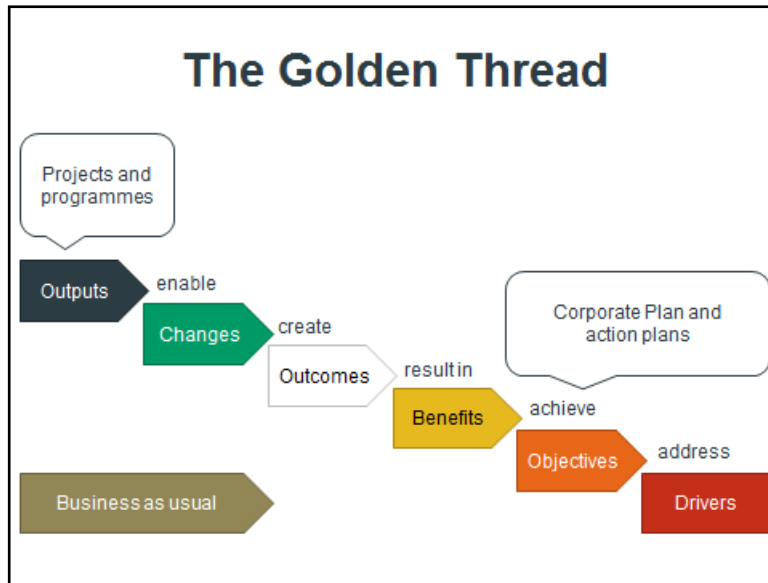 The Golden Thread
Projects and
programmes
Outputs
enable
Changes
create
Outcomes
result in
Benefits
Corporate Plan and
action plans
achieve
Objectives
address
Drivers
Business as usual